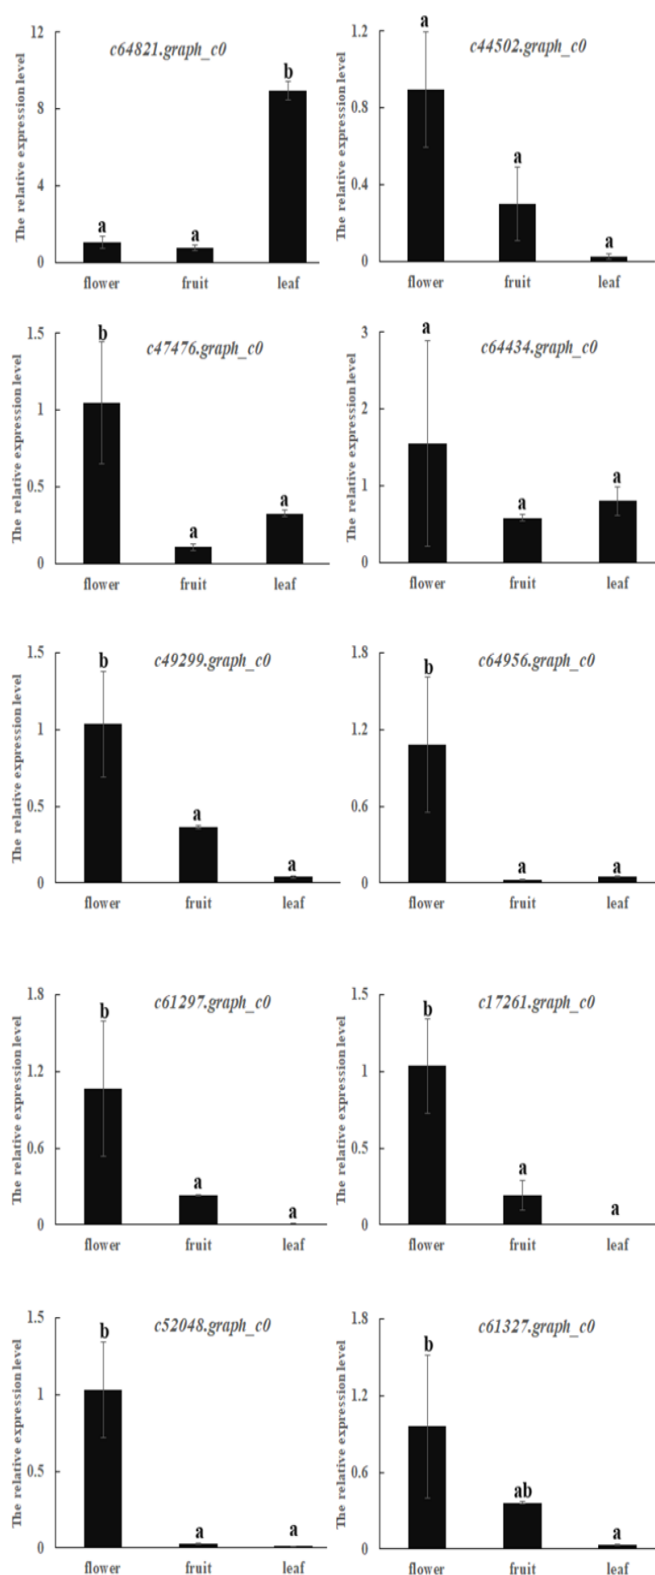 c64821.graph_c0
The relative expression level
12
8
4
0
a
a
b
flower fruit leaf
c44502.graph_c0
The relative expression level
1.2
0.8
0.4
0
a
a
a
flower fruit leaf
c47476.graph_c0
The relative expression level
1.5
1
0.5
0
b
a
a
flower fruit leaf
c64434.graph_c0
The relative expression level
3
2
1
0
a
a
a
flower fruit leaf
c49299.graph_c0
The relative expression level
1.5
1
0.5
0
b
a
a
flower fruit leaf
c64956.graph_c0
The relative expression level
1.8
1.2
0.6
0
b
a
a
flower fruit leaf
c61297.graph_c0
The relative expression level
1.8
1.2
0.6
0
b
a
a
flower fruit leaf
c17261.graph_c0
The relative expression level
1.5
1
0.5
0
b
a
a
flower fruit leaf
c52048.graph_c0
The relative expression level
1.5
1
0.5
0
b
a
a
flower fruit leaf
c61327.graph_c0
The relative expression level
1.8
1.2
0.6
0
b
ab
a
flower fruit leaf